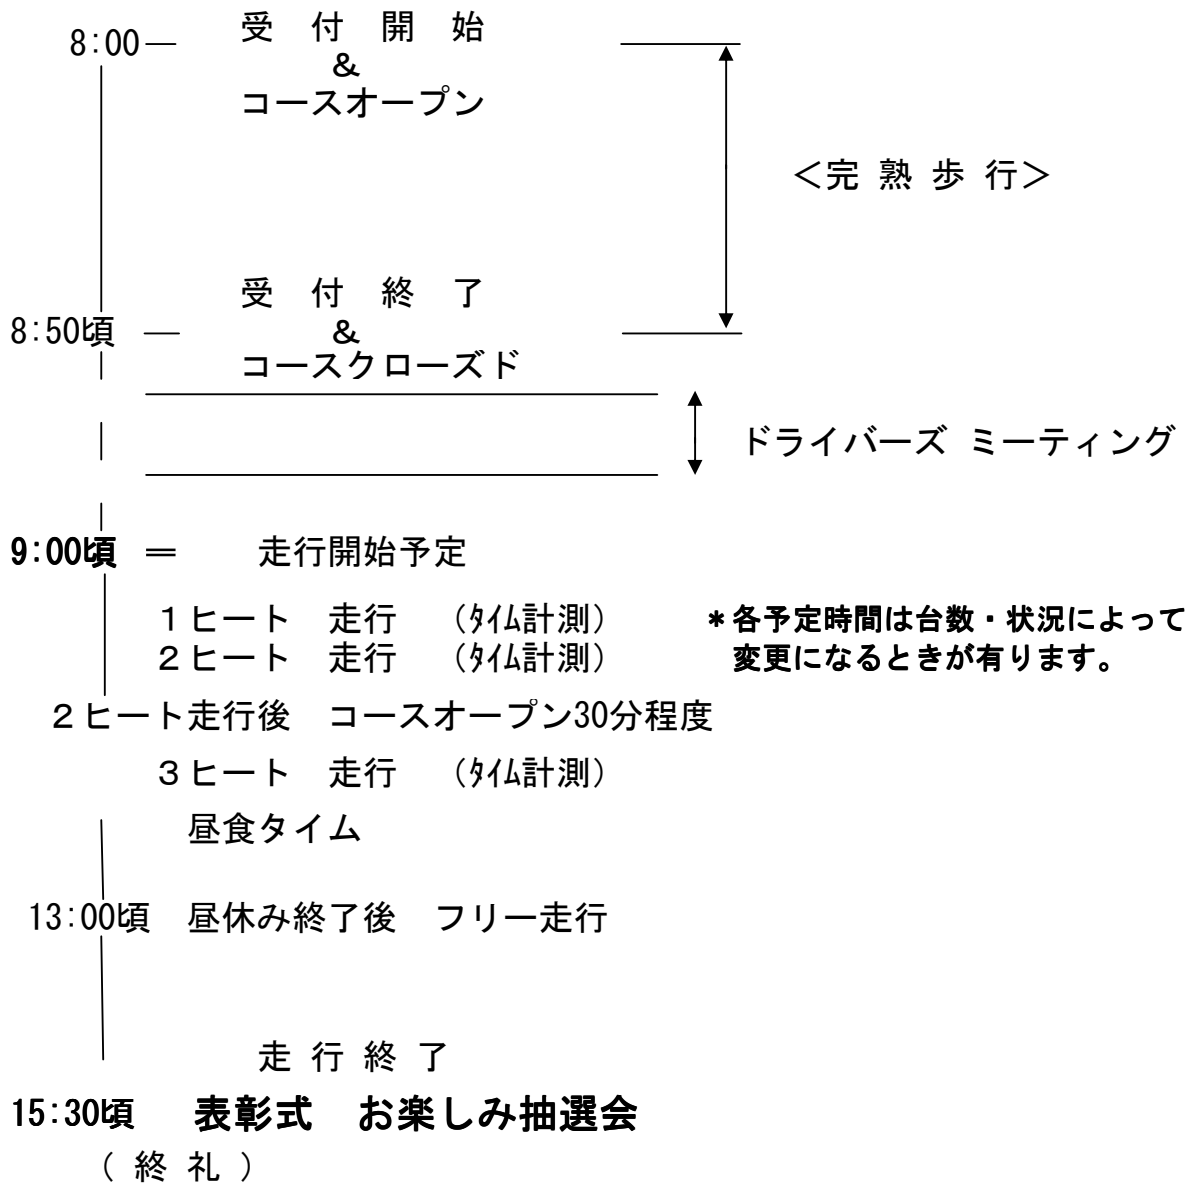 8:00 受 付 開 始
&
コースオープン
＜完 熟 歩 行＞
受 付 終 了
8:50頃 &
コースクローズド
ドライバーズ ミーティング
9:00頃 走行開始予定
１ヒート 走行 （ﾀｲﾑ計測） ＊各予定時間は台数・状況によって
２ヒート 走行 （ﾀｲﾑ計測） 変更になるときが有ります。
２ヒート走行後 コースオープン30分程度
３ヒート 走行 （ﾀｲﾑ計測）
昼食タイム
13:00頃 昼休み終了後 フリー走行
走 行 終 了
15:30頃 表彰式 お楽しみ抽選会
（ 終 礼 ）